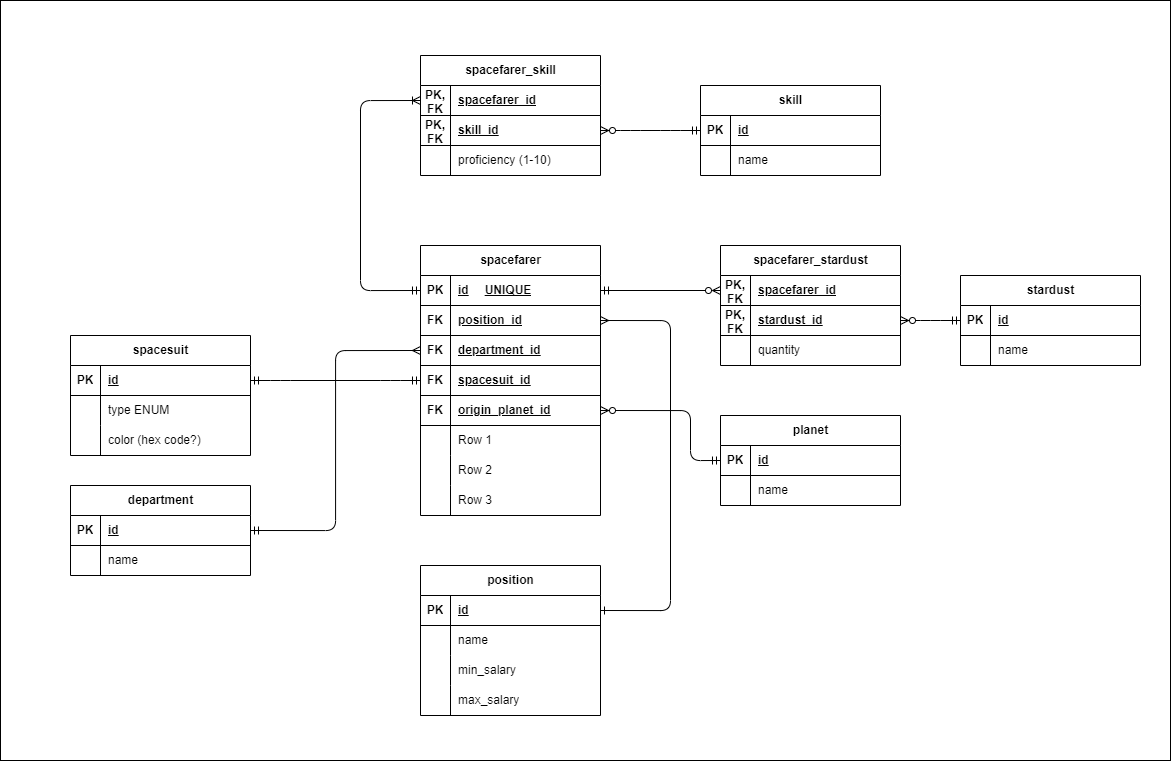 spacefarer_skill
PK, FK spacefarer_id
PK, FK skill_id
proficiency (1-10)
skill
PK id
name
spacefarer
PK id UNIQUE
FK position_id
FK department_id
FK spacesuit_id
FK origin_planet_id
Row 1
Row 2
Row 3
spacefarer_stardust
PK, FK spacefarer_id
PK, FK stardust_id
quantity
stardust
PK id
name
spacesuit
PK id
type ENUM
color (hex code?)
planet
PK id
name
department
PK id
name
position
PK id
name
min_salary
max_salary